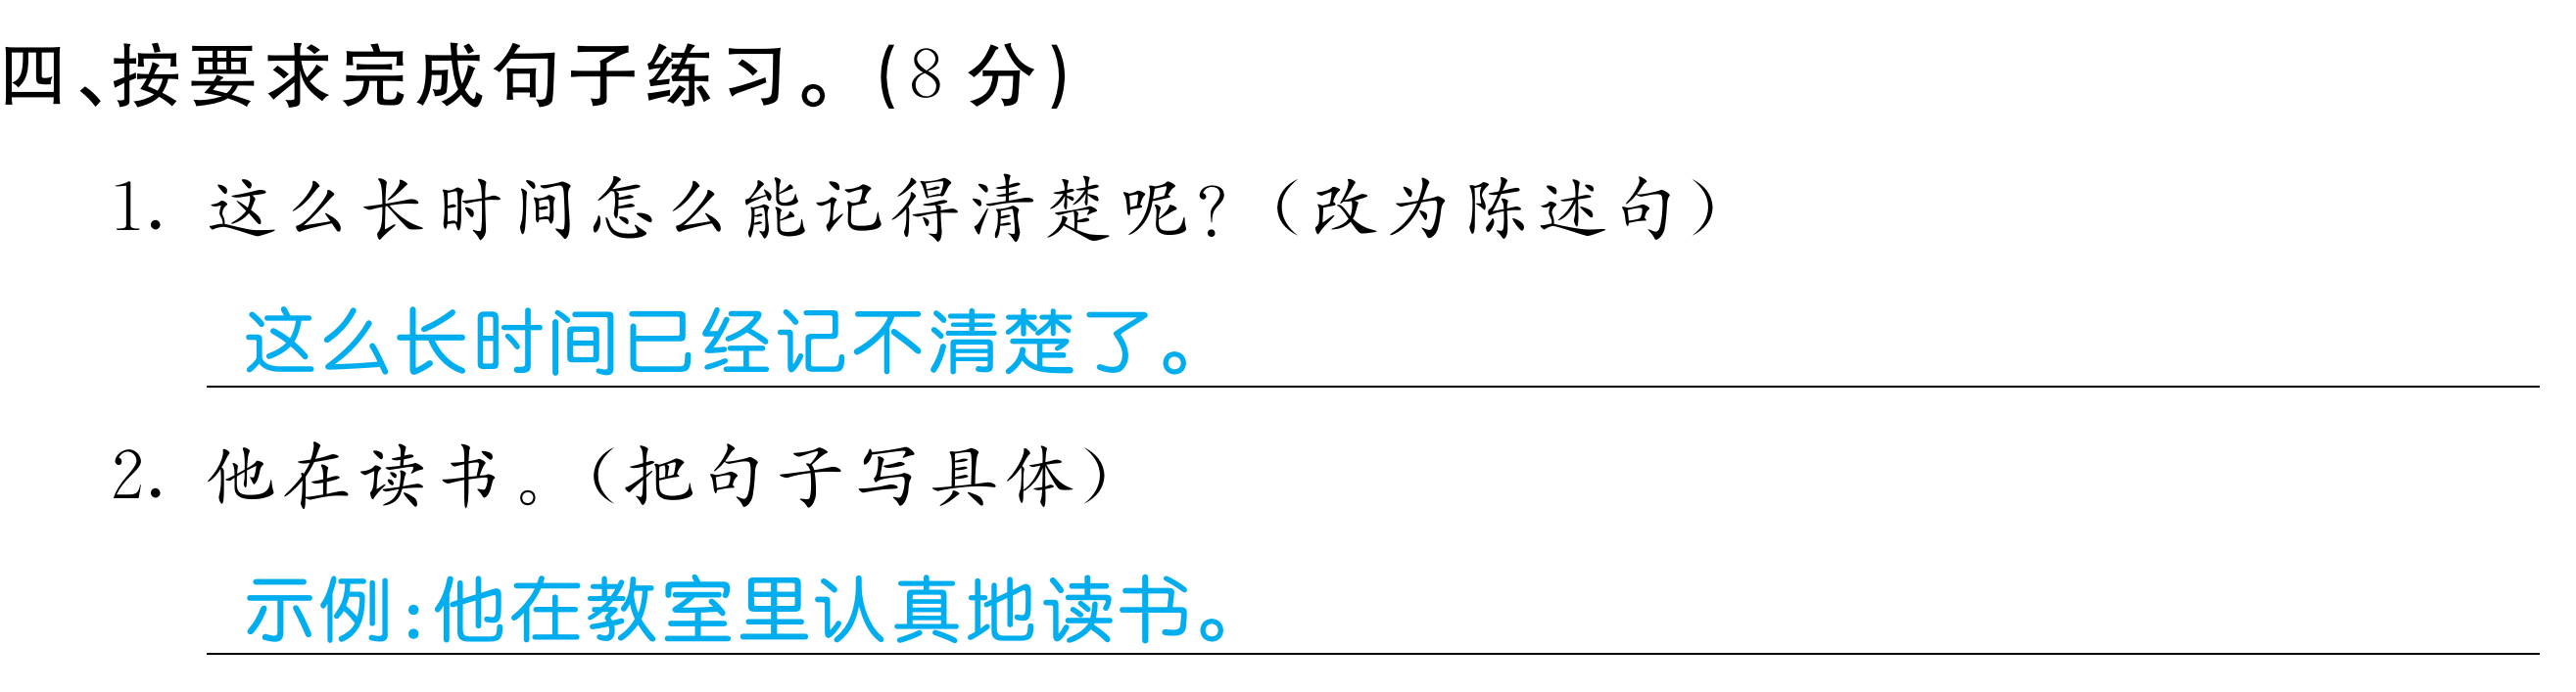 四、按要求完成句子练习。(8 分)
1. 这么长时间怎么能记得清楚呢?(改为陈述句)
这么长时间已经记不清楚了。
2. 他在读书。(把句子写具体)
示例:他在教室里认真地读书。